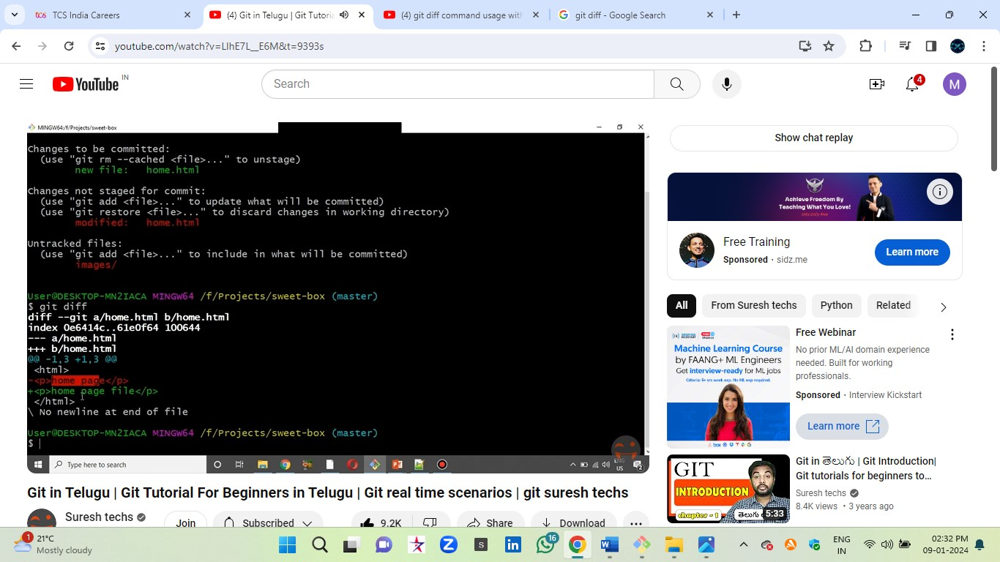 TCS India Careers
(4) Git in Telugu | Git Tutoria
(4) git diff command usage with
git diff - Google Search
youtube.com/watch?v=LlhE7L__E6M&t=9393s
YouTube IN
Search
4
M
MINGW64:/f/Projects/sweet-box
Changes to be committed:
(use "git rm --cached <file>..." to unstage)
new file: home.html
Changes not staged for commit:
(use "git add <file>..." to update what will be committed)
(use "git restore <file>..." to discard changes in working directory)
modified: home.html
Untracked files:
(use "git add <file>..." to include in what will be committed)
images/
User@DESKTOP-MN2IACA MINGW64 /f/Projects/sweet-box (master)
$ git diff
diff --git a/home.html b/home.html
index 0e6414c..61e0f64 100644
--- a/home.html
+++ b/home.html
@@ -1,3 +1,3 @@
<html>
-<p>home page</p>
+<p>home page file</p>
</html>
\ No newline at end of file
User@DESKTOP-MN2IACA MINGW64 /f/Projects/sweet-box (master)
$
Type here to search
ENG
US
2
Git in Telugu | Git Tutorial For Beginners in Telugu | Git real time scenarios | git suresh techs
Suresh techs
Join
Subscribed
9.2K
Share
Download
Show chat replay
Achieve Freedom By
Teaching What You Love!
Free Training
Sponsored · sidz.me
Learn more
All
From Suresh techs
Python
Related
Free Webinar
Machine Learning Course
by FAANG+ ML Engineers
Get interview-ready for ML jobs
Criteria: 5+ yrs work exp. No ML exp required.
No prior ML/AI domain experience
needed. Built for working
professionals.
Sponsored · Interview Kickstart
Learn more
GIT
INTRODUCTION
chapter - 1
తెలుగు
5:33
Git in తెలుగు | Git Introduction|
Git tutorials for beginners to...
Suresh techs
8.4K views • 3 years ago
1
21°C
Mostly cloudy
16
ENG
IN
02:32 PM
09-01-2024